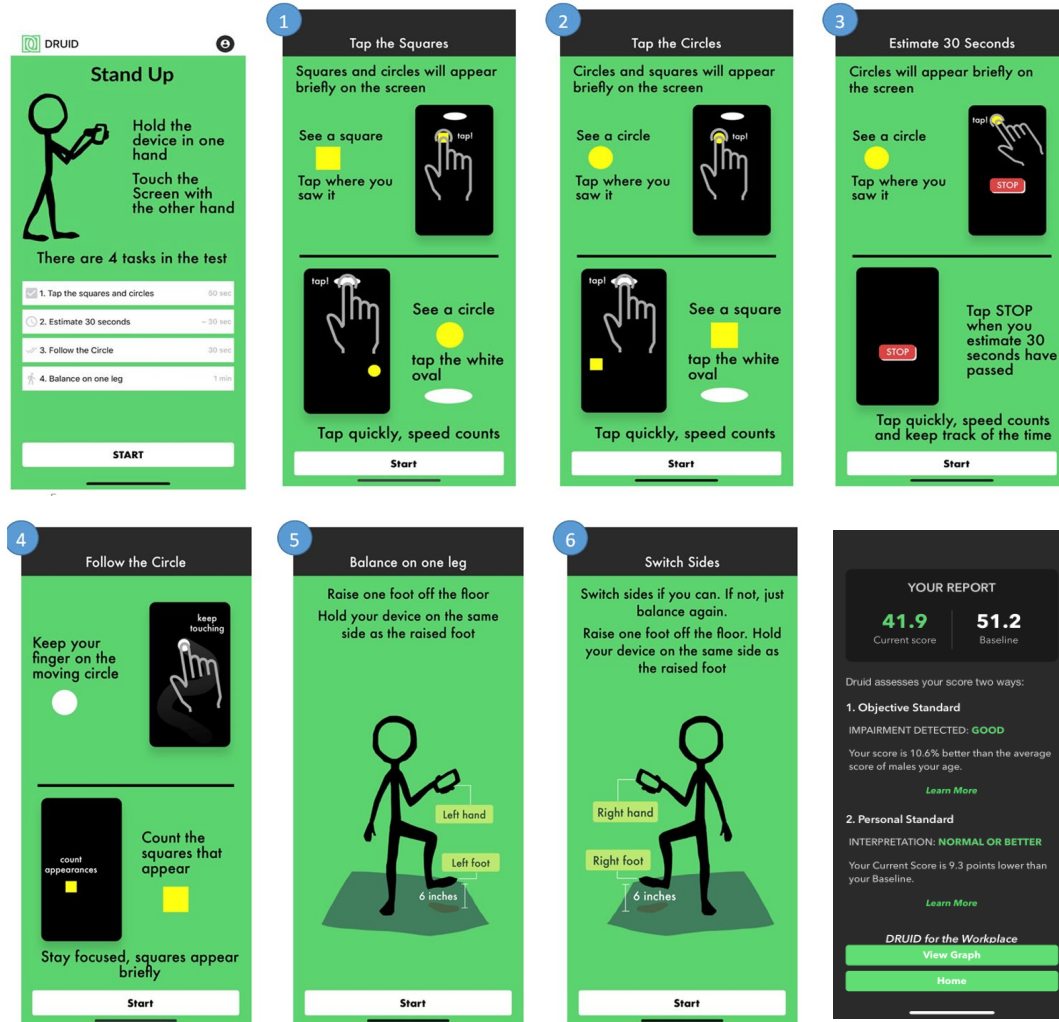 DRUID
Stand Up
Hold the
device in one
hand
Touch the
Screen with
the other hand
There are 4 tasks in the test
1. Tap the squares and circles 50 sec
2. Estimate 30 seconds ~ 30 sec
3. Follow the Circle 30 sec
4. Balance on one leg 1 min
START
1
Tap the Squares
Squares and circles will appear
briefly on the screen
See a square
tap!
Tap where you
saw it
tap!
See a circle
tap the white
oval
Tap quickly, speed counts
Start
2
Tap the Circles
Circles and squares will appear
briefly on the screen
See a circle
tap!
Tap where you
saw it
tap!
See a square
tap the white
oval
Tap quickly, speed counts
Start
3
Estimate 30 Seconds
Circles will appear briefly on
the screen
tap!
See a circle
Tap where you
saw it
STOP
Tap STOP
when you
estimate 30
seconds have
passed
STOP
Tap quickly, speed counts
and keep track of the time
Start
4
Follow the Circle
keep
touching
Keep your
finger on the
moving circle
count
appearances
Count the
squares that
appear
Stay focused, squares appear
briefly
Start
5
Balance on one leg
Raise one foot off the floor
Hold your device on the same
side as the raised foot
Left hand
Left foot
6 inches
Start
6
Switch Sides
Switch sides if you can. If not, just
balance again.
Raise one foot off the floor. Hold
your device on the same side as
the raised foot
Right hand
Right foot
6 inches
Start
YOUR REPORT
41.9 51.2
Current score Baseline
Druid assesses your score two ways:
1. Objective Standard
IMPAIRMENT DETECTED: GOOD
Your score is 10.6% better than the average
score of males your age.
Learn More
2. Personal Standard
INTERPRETATION: NORMAL OR BETTER
Your Current Score is 9.3 points lower than
your Baseline.
Learn More
DRUID for the Workplace
View Graph
Home